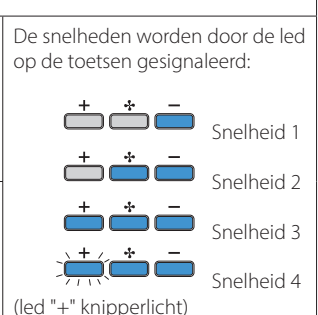 De snelheden worden door de led
op de toetsen gesignaleerd:
+ –
Snelheid 1
+ –
Snelheid 2
+ –
Snelheid 3
+ –
Snelheid 4
(led "+" knipperlicht)